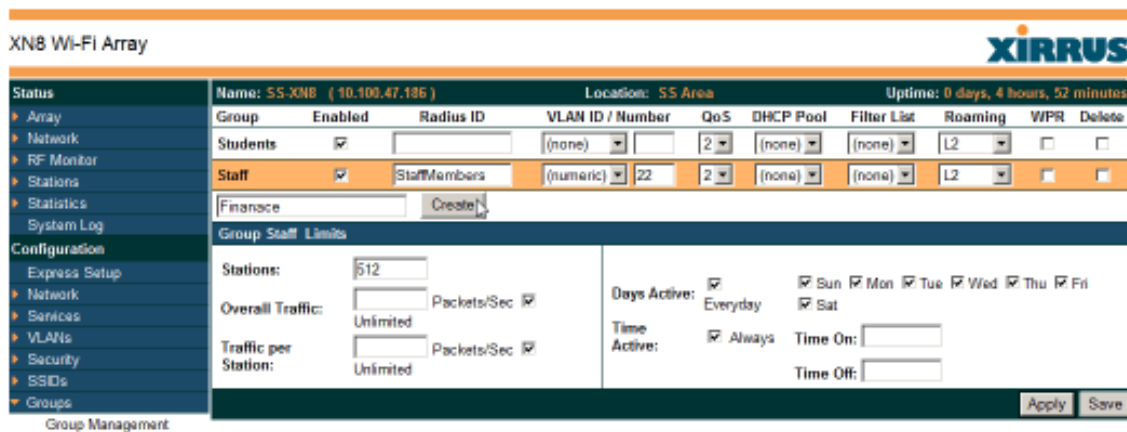 XN8 Wi-Fi Array
XIRRUS
Status
Name: SS-XN8 ( 10.100.47.186 ) Location: SS Area Uptime: 0 days, 4 hours, 52 minutes
Array
Network
RF Monitor
Stations
Statistics
System Log
Configuration
Express Setup
Network
Services
VLANs
Security
SSIDs
Groups
Group Management
Group Enabled Radius ID VLAN ID / Number QoS DHCP Pool Filter List Roaming WPR Delete
Students (none) 2 (none) (none) L2
Staff StaffMembers (numeric) 22 2 (none) (none) L2
Finanace Create
Group Staff Limits
Stations: 512
Overall Traffic: Packets/Sec
Unlimited
Traffic per Station: Packets/Sec
Unlimited
Days Active: Everyday
Sun Mon Tue Wed Thu Fri
Sat
Time Active: Always
Time On:
Time Off:
Apply Save